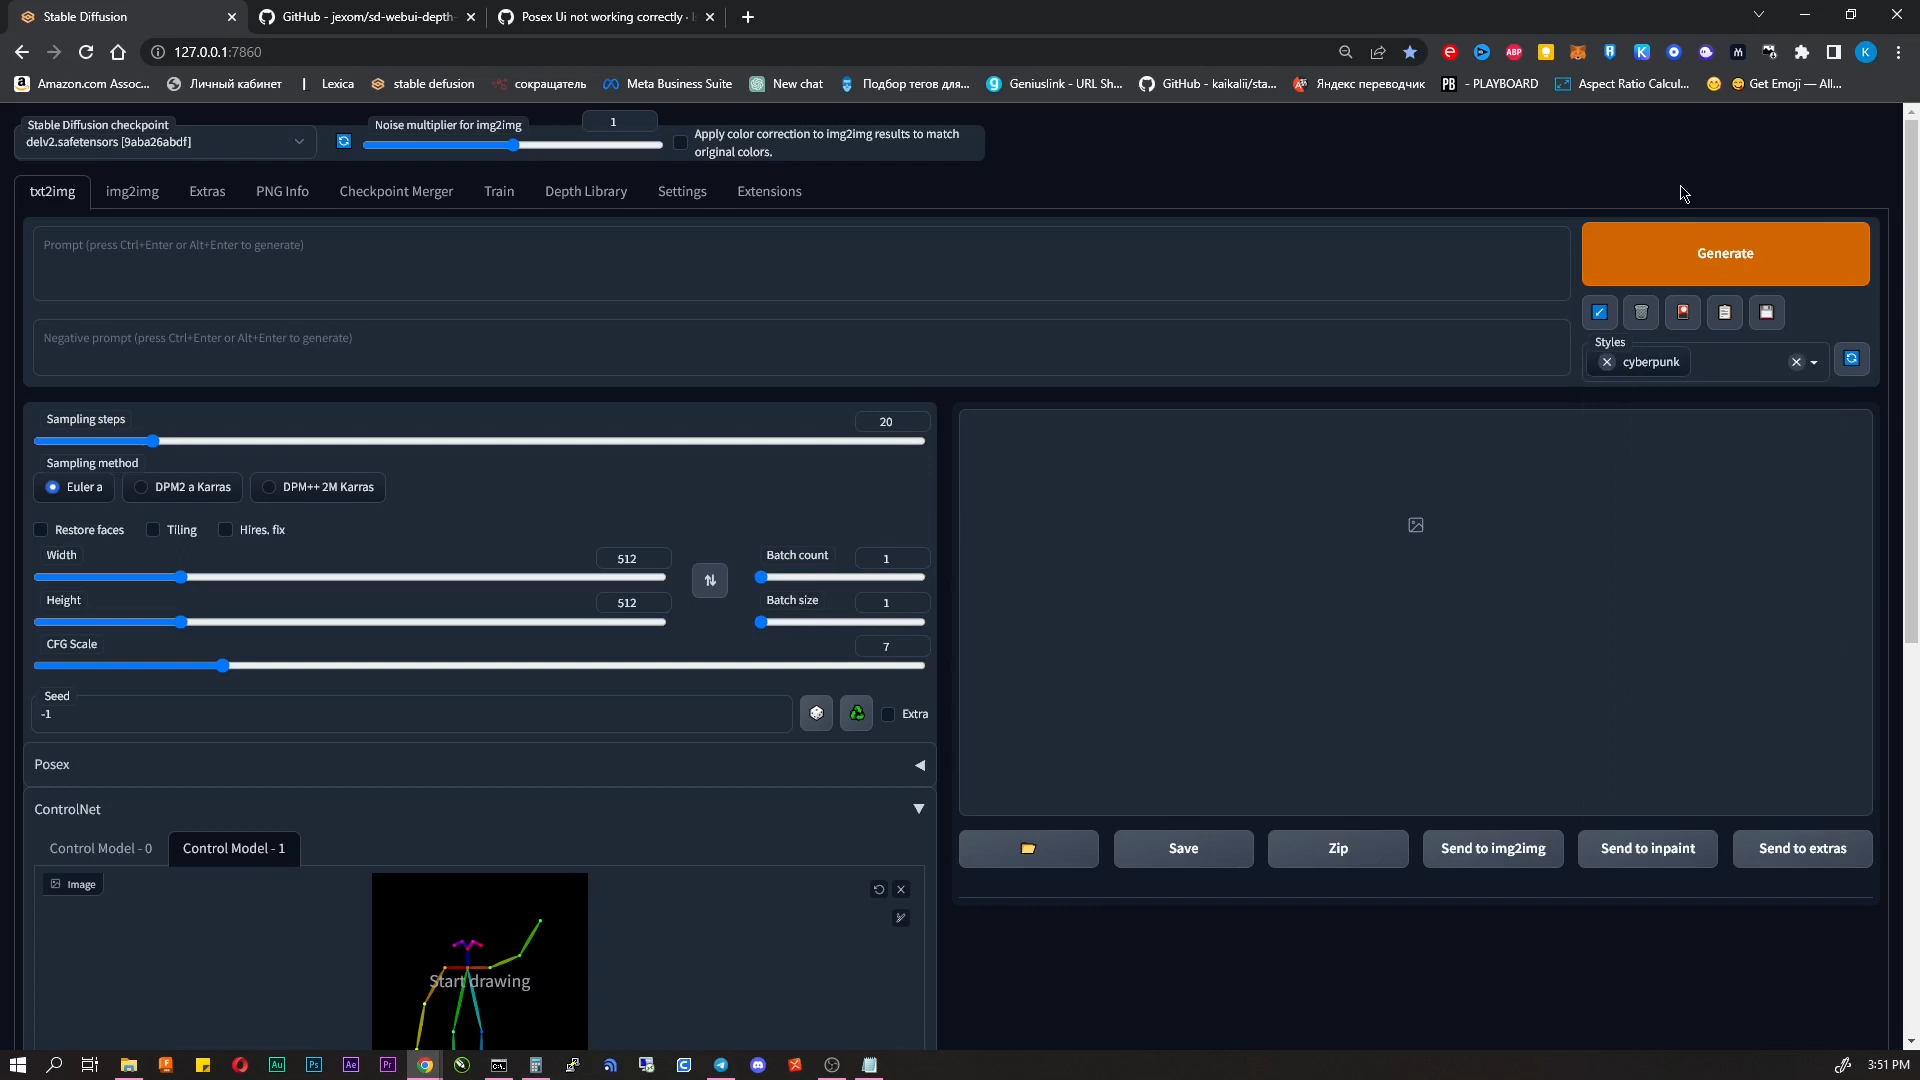 Stable Diffusion
GitHub - jexom/sd-webui-depth-
Posex Ui not working correctly ·
127.0.0.1:7860
Amazon.com Assoc...
Личный кабинет
Lexica
stable defusion
сокращатель
Meta Business Suite
New chat
Подбор тегов для...
Geniuslink - URL Sh...
GitHub - kaikalii/sta...
Яндекс переводчик
PB - PLAYBOARD
Aspect Ratio Calcul...
Get Emoji — All...
Stable Diffusion checkpoint
delv2.safetensors [9aba26abdf]
Noise multiplier for img2img
1
Apply color correction to img2img results to match
original colors.
txt2img
img2img
Extras
PNG Info
Checkpoint Merger
Train
Depth Library
Settings
Extensions
Prompt (press Ctrl+Enter or Alt+Enter to generate)
Generate
Negative prompt (press Ctrl+Enter or Alt+Enter to generate)
Styles
cyberpunk
Sampling steps
20
Sampling method
Euler a
DPM2 a Karras
DPM++ 2M Karras
Restore faces
Tiling
Hires. fix
Width
512
Batch count
1
Height
512
Batch size
1
CFG Scale
7
Seed
-1
Extra
Posex
ControlNet
Control Model - 0
Control Model - 1
Image
Start drawing
Save
Zip
Send to img2img
Send to inpaint
Send to extras
3:51 PM